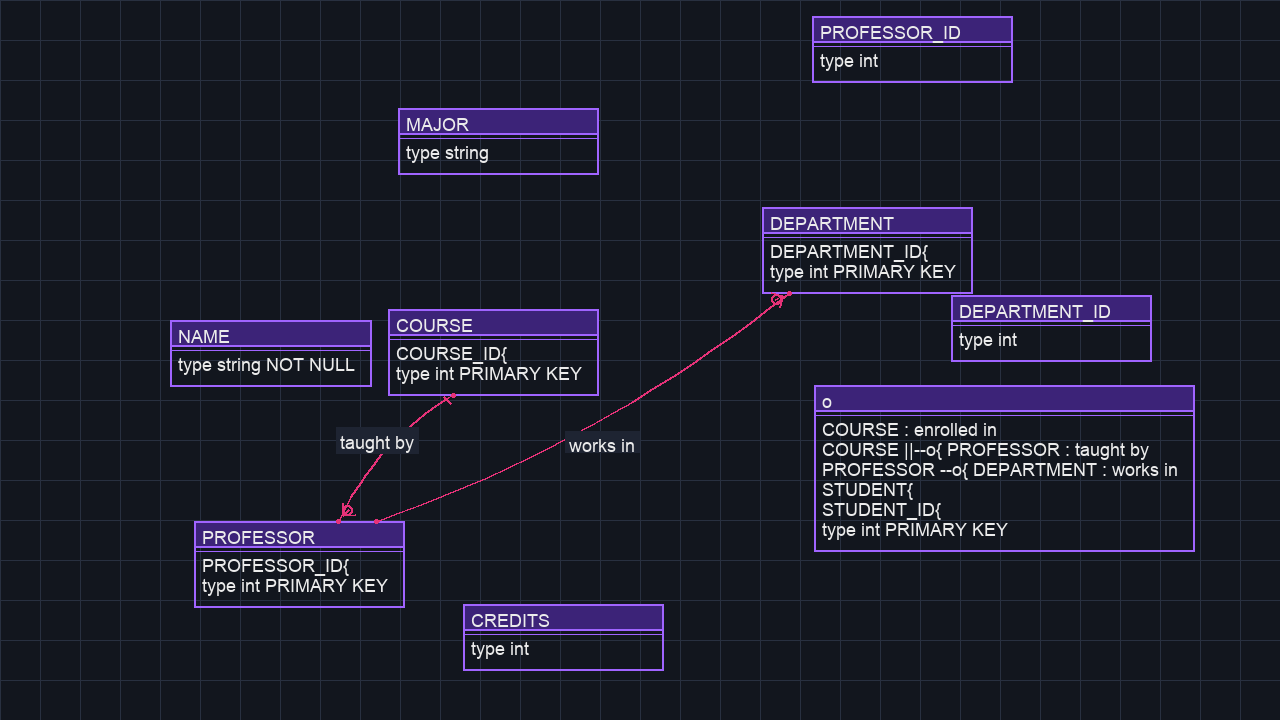 PROFESSOR_ID
type int
MAJOR
type string
DEPARTMENT
DEPARTMENT_ID{
type int PRIMARY KEY
DEPARTMENT_ID
type int
NAME
type string NOT NULL
COURSE
COURSE_ID{
type int PRIMARY KEY
o
COURSE : enrolled in
COURSE ||--o{ PROFESSOR : taught by
PROFESSOR --o{ DEPARTMENT : works in
STUDENT{
STUDENT_ID{
type int PRIMARY KEY
taught by
works in
PROFESSOR
PROFESSOR_ID{
type int PRIMARY KEY
CREDITS
type int